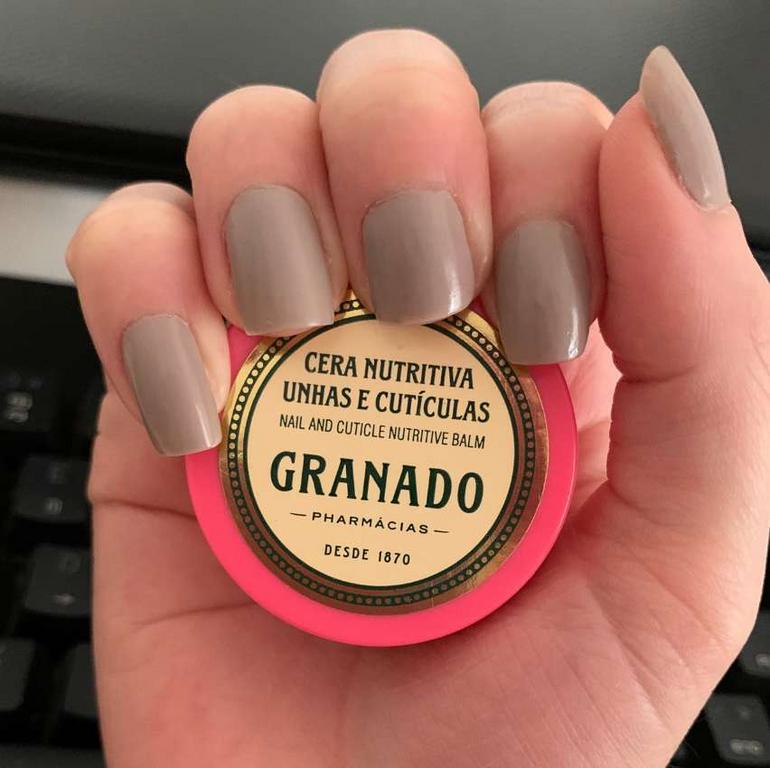 CERA NUTRITIVA
UNHAS E CUTÍCULAS
NAIL AND CUTICLE NUTRITIVE BALM
GRANADO
— PHARMÁCIAS —
DESDE 1870